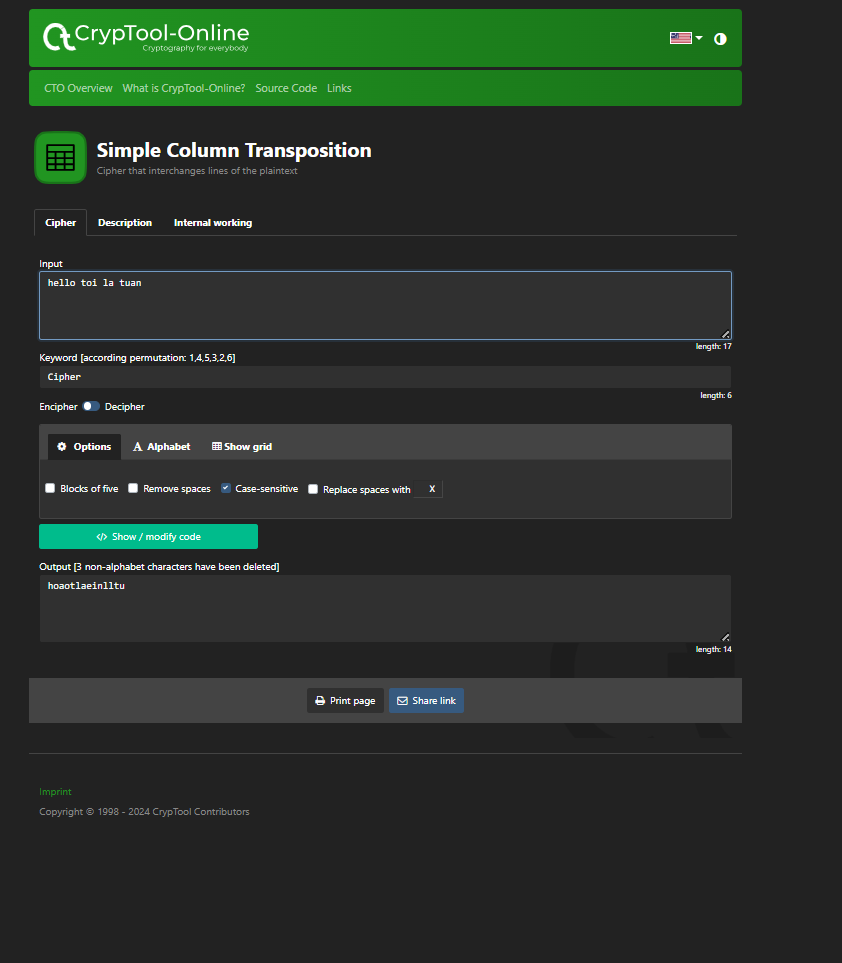 CrypTool-Online
Cryptography for everybody
CTO Overview What is CrypTool-Online? Source Code Links
Simple Column Transposition
Cipher that interchanges lines of the plaintext
Cipher Description Internal working
Input
hello toi la tuan
length: 17
Keyword [according permutation: 1,4,5,3,2,6]
Cipher
length: 6
Encipher Decipher
Options Alphabet Show grid
Blocks of five Remove spaces Case-sensitive Replace spaces with X
</> Show / modify code
Output [3 non-alphabet characters have been deleted]
hoaotlaeinlltu
length: 14
Print page Share link
Imprint
Copyright © 1998 - 2024 CrypTool Contributors